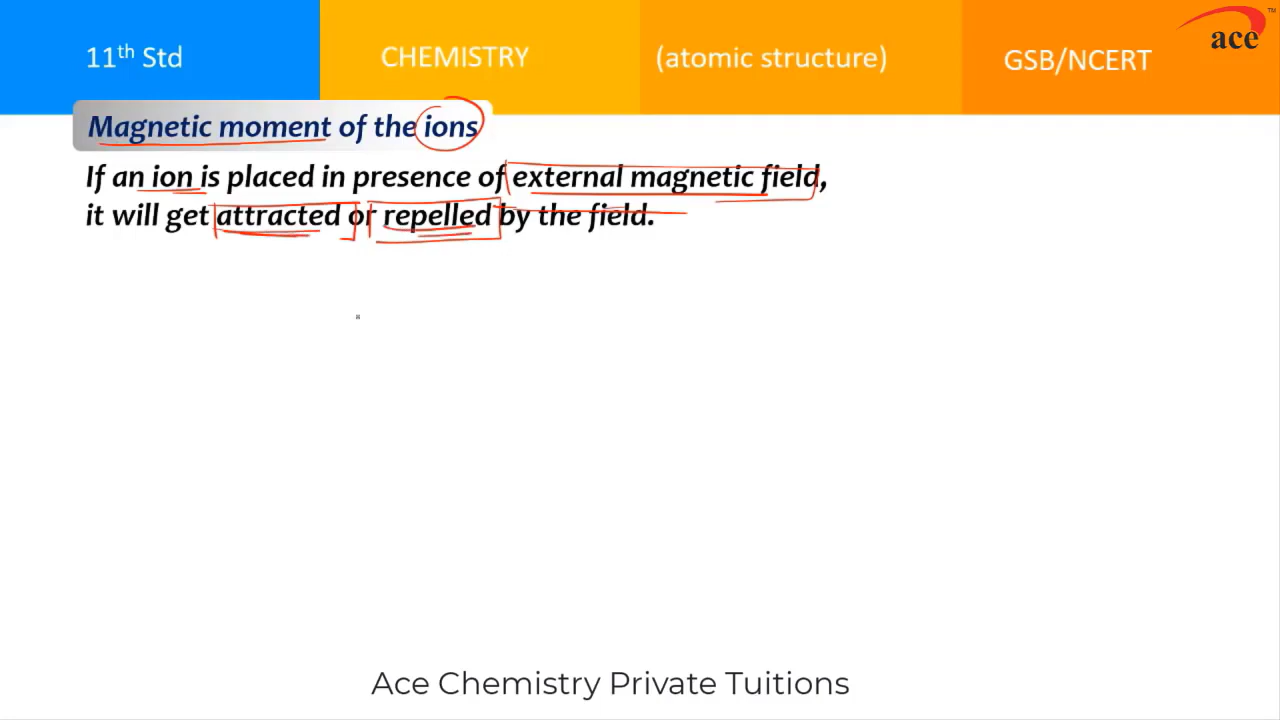 11th Std
CHEMISTRY
(atomic structure)
GSB/NCERT
ace™
Magnetic moment of the ions
If an ion is placed in presence of external magnetic field,
it will get attracted or repelled by the field.
Ace Chemistry Private Tuitions